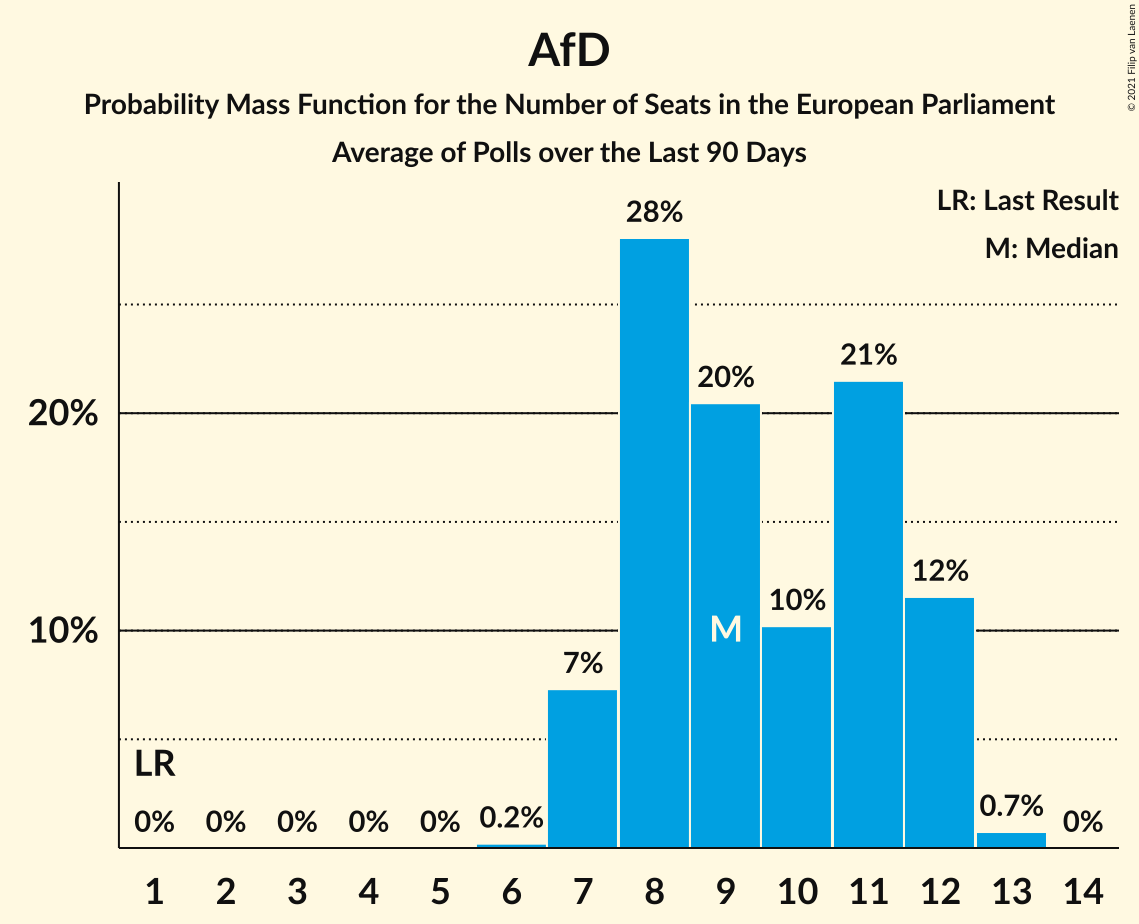 AfD
Probability Mass Function for the Number of Seats in the European Parliament
Average of Polls over the Last 90 Days
© 2021 Filip van Laenen
LR: Last Result
M: Median
28%
21%
20%
20%
12%
10%
10%
M
7%
LR
0% 0% 0% 0% 0% 0.2% 0.7% 0%
1 2 3 4 5 6 7 8 9 10 11 12 13 14